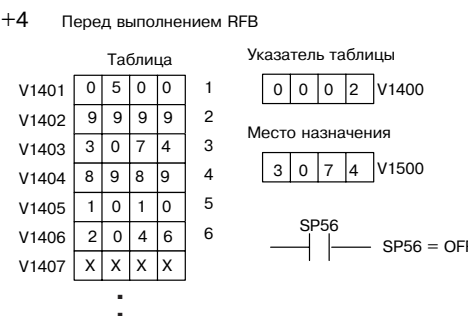 +4 Перед выполнением RFB
Таблица
Указатель таблицы
V1401 0 5 0 0 1
0 0 0 2 V1400
V1402 9 9 9 9 2
Место назначения
V1403 3 0 7 4 3
3 0 7 4 V1500
V1404 8 9 8 9 4
V1405 1 0 1 0 5
SP56
V1406 2 0 4 6 6
SP56 =
V1407 X X X X